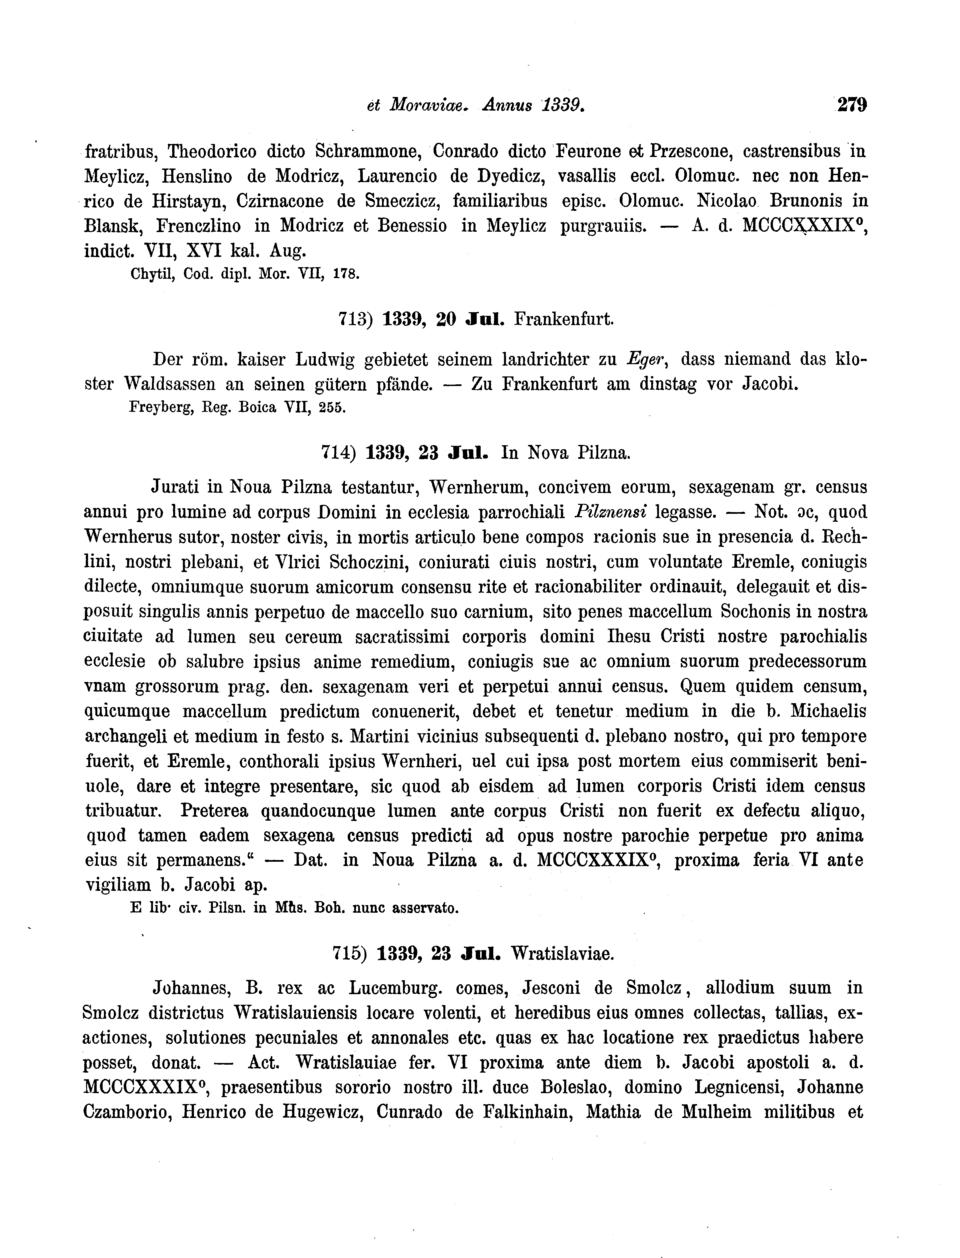 et Moraviae. Annus 1339. 279
fratribus, Theodorico dicto Schrammone, Conrado dicto Feurone et Przescone, castrensibus in
Meylicz, Henslino de Modricz, Laurencio de Dyedicz, vasallis eccl. Olomuc. nec non Hen-
rico de Hirstayn, Czirnacone de Smeczicz, familiaribus episc. Olomuc. Nicolao Brunonis in
Blansk, Frenczlino in Modricz et Benessio in Meylicz purgrauiis. — A. d. MCCCXXXIX⁰,
indict. VII, XVI kal. Aug.
Chytil, Cod. dipl. Mor. VII, 178.
713) 1339, 20 Jul. Frankenfurt.
Der röm. kaiser Ludwig gebietet seinem landrichter zu Eger, dass niemand das klo-
ster Waldsassen an seinen gütern pfände. — Zu Frankenfurt am dinstag vor Jacobi.
Freyberg, Reg. Boica VII, 255.
714) 1339, 23 Jul. In Nova Pilzna.
Jurati in Noua Pilzna testantur, Wernherum, concivem eorum, sexagenam gr. census
annui pro lumine ad corpus Domini in ecclesia parrochiali Pilznensi legasse. — Not. ɔc, quod
Wernherus sutor, noster civis, in mortis articulo bene compos racionis sue in presencia d. Rech-
lini, nostri plebani, et Vlrici Schoczini, coniurati ciuis nostri, cum voluntate Eremle, coniugis
dilecte, omniumque suorum amicorum consensu rite et racionabiliter ordinauit, delegauit et dis-
posuit singulis annis perpetuo de maccello suo carnium, sito penes maccellum Sochonis in nostra
ciuitate ad lumen seu cereum sacratissimi corporis domini Ihesu Cristi nostre parochialis
ecclesie ob salubre ipsius anime remedium, coniugis sue ac omnium suorum predecessorum
vnam grossorum prag. den. sexagenam veri et perpetui annui census. Quem quidem censum,
quicumque maccellum predictum conuenerit, debet et tenetur medium in die b. Michaelis
archangeli et medium in festo s. Martini vicinius subsequenti d. plebano nostro, qui pro tempore
fuerit, et Eremle, conthorali ipsius Wernheri, uel cui ipsa post mortem eius commiserit beni-
uole, dare et integre presentare, sic quod ab eisdem ad lumen corporis Cristi idem census
tribuatur. Preterea quandocunque lumen ante corpus Cristi non fuerit ex defectu aliquo,
quod tamen eadem sexagena census predicti ad opus nostre parochie perpetue pro anima
eius sit permanens.“ — Dat. in Noua Pilzna a. d. MCCCXXXIX⁰, proxima feria VI ante
vigiliam b. Jacobi ap.
E lib· civ. Pilsn. in Mus. Boh. nunc asservato.
715) 1339, 23 Jul. Wratislaviae.
Johannes, B. rex ac Lucemburg. comes, Jesconi de Smolcz, allodium suum in
Smolcz districtus Wratislauiensis locare volenti, et heredibus eius omnes collectas, tallias, ex-
actiones, solutiones pecuniales et annonales etc. quas ex hac locatione rex praedictus habere
posset, donat. — Act. Wratislauiae fer. VI proxima ante diem b. Jacobi apostoli a. d.
MCCCXXXIX⁰, praesentibus sororio nostro ill. duce Boleslao, domino Legnicensi, Johanne
Czamborio, Henrico de Hugewicz, Cunrado de Falkinhain, Mathia de Mulheim militibus et